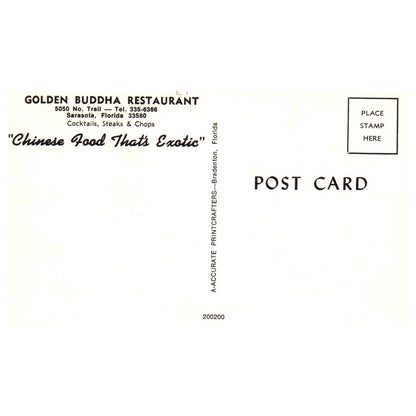 GOLDEN BUDDHA RESTAURANT
5050 No. Trail — Tel. 335-6366
Sarasota, Florida 33580
Cocktails, Steaks & Chops
"Chinese Food That's Exotic"
A-ACCURATE PRINTCRAFTERS—Bradenton, Florida
PLACE
STAMP
HERE
POST CARD
200200